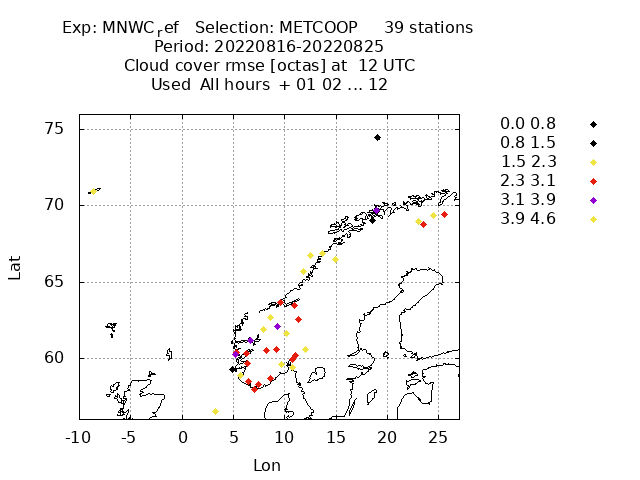 Exp: MNWCref   Selection: METCOOP      39 stations
Period: 20220816-20220825
Cloud cover rmse [octas] at  12 UTC
Used  All hours  + 01 02 ... 12
0.0 0.8
0.8 1.5
1.5 2.3
2.3 3.1
3.1 3.9
3.9 4.6
75
70
65
60
Lat
-10 -5 0 5 10 15 20 25
Lon